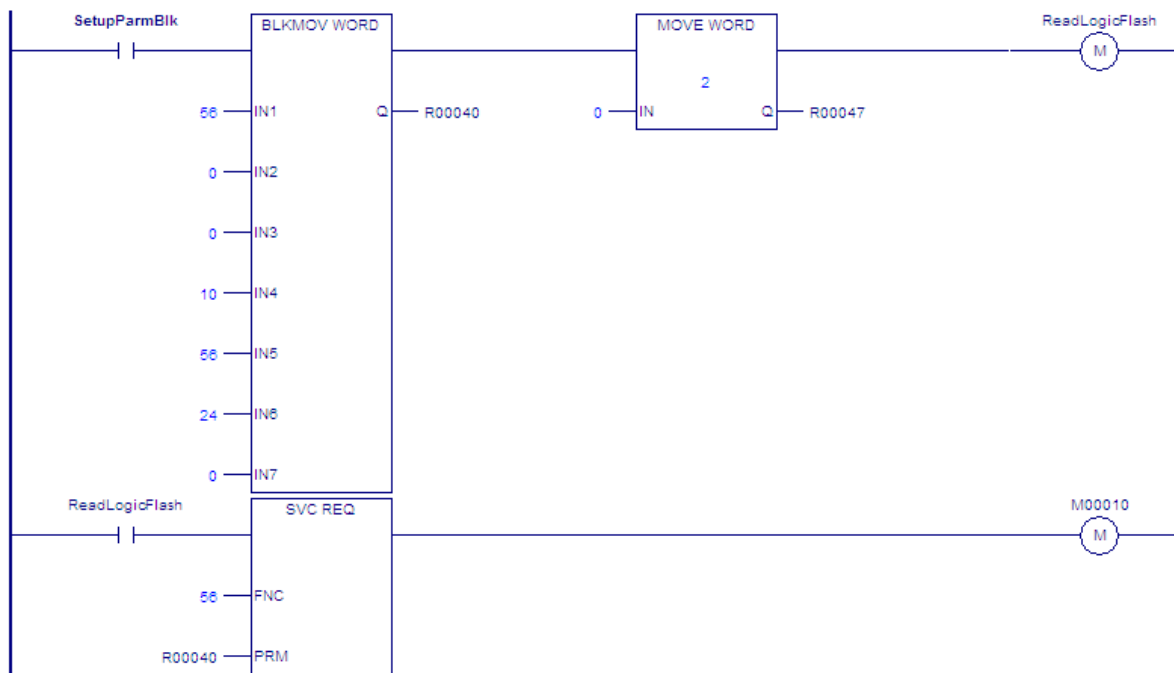 SetupParmBlk
BLKMOV WORD
MOVE WORD
ReadLogicFlash
M
2
56 IN1 Q R00040
0 IN Q R00047
0 IN2
0 IN3
10 IN4
56 IN5
24 IN6
0 IN7
ReadLogicFlash
SVC REQ
M00010
M
56 FNC
R00040 PRM